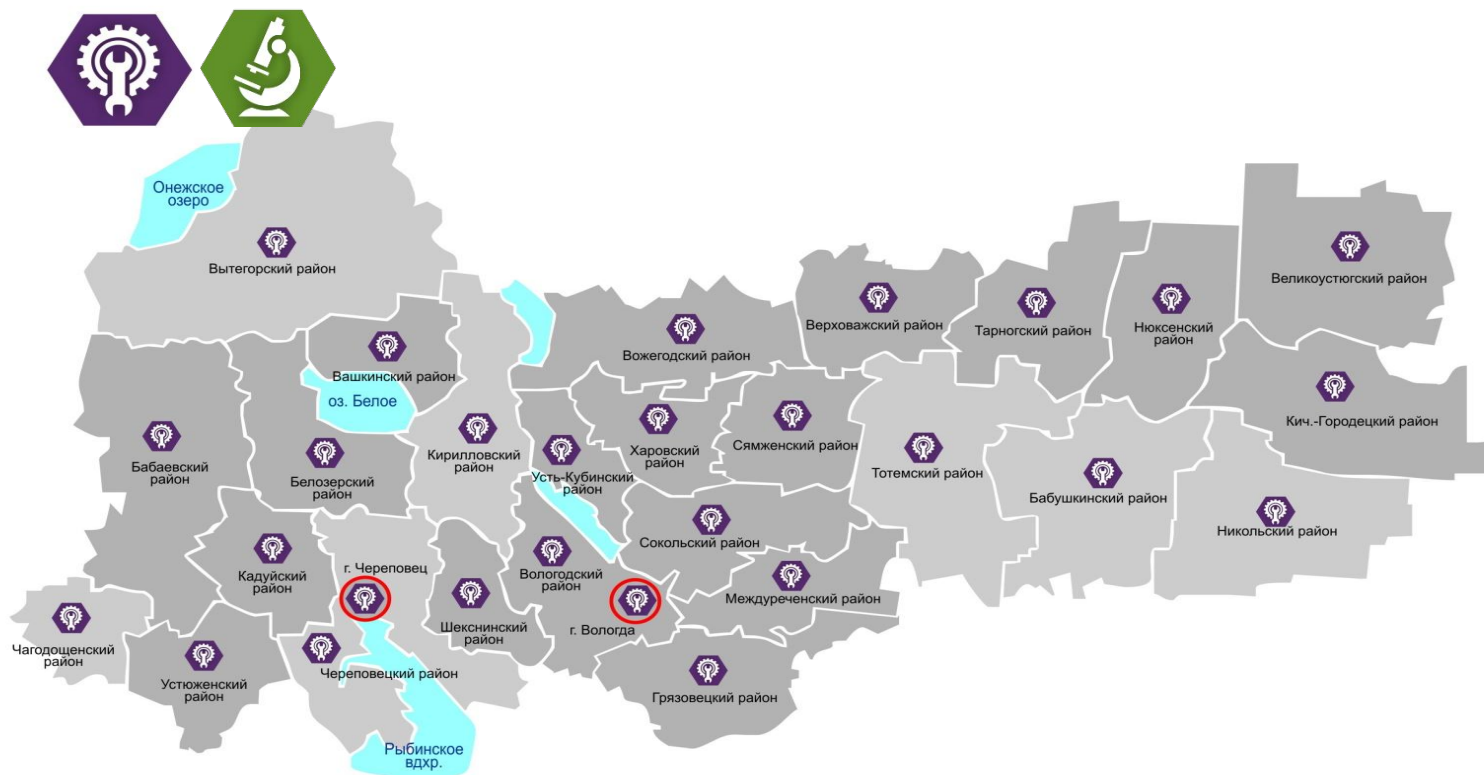 Онежское
озеро
Вытегорский район
Великоустюгский район
Верховажский район
Тарногский район
Нюксенский
район
Вожегодский район
Вашкинский район
оз. Белое
Кич.-Городецкий район
Бабаевский
район
Белозерский
район
Кирилловский
район
Усть-Кубинский
район
Харовский
район
Сямженский район
Тотемский район
Бабушкинский район
Никольский район
Сокольский район
Кадуйский
район
г. Череповец
Вологодский
район
Междуреченский район
Шекснинский
район
г. Вологда
Чагодощенский
район
Устюженский
район
Череповецкий район
Грязовецкий район
Рыбинское
вдхр.